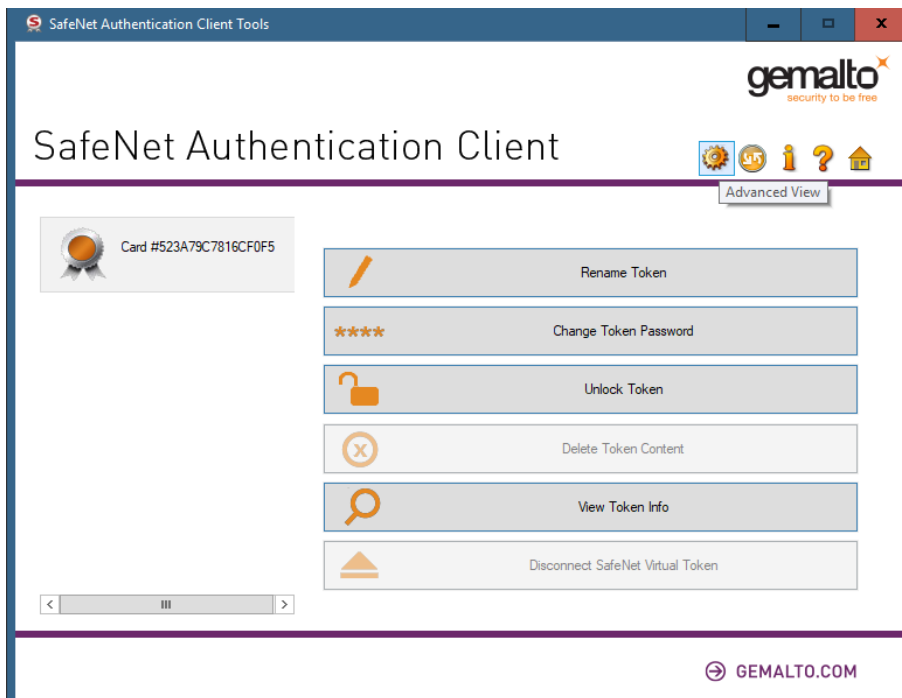 SafeNet Authentication Client Tools
gemalto
security to be free
SafeNet Authentication Client
Advanced View
Card #523A79C7816CF0F5
Rename Token
****
Change Token Password
Unlock Token
Delete Token Content
View Token Info
Disconnect SafeNet Virtual Token
GEMALTO.COM